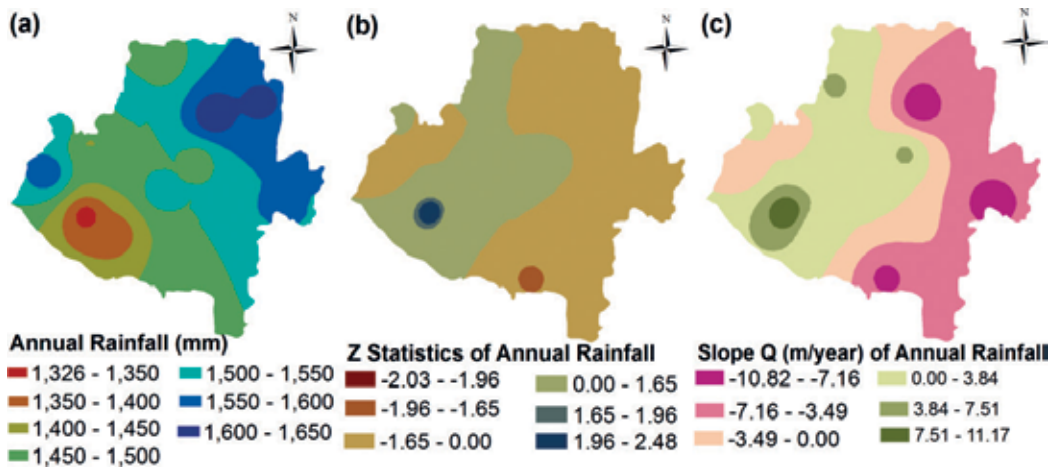 (a)
N
(b)
N
(c)
N
Annual Rainfall (mm)
1,326 - 1,350
1,350 - 1,400
1,400 - 1,450
1,450 - 1,500
1,500 - 1,550
1,550 - 1,600
1,600 - 1,650
Z Statistics of Annual Rainfall
-2.03 - -1.96
-1.96 - -1.65
-1.65 - 0.00
0.00 - 1.65
1.65 - 1.96
1.96 - 2.48
Slope Q (m/year) of Annual Rainfall
-10.82 - -7.16
-7.16 - -3.49
-3.49 - 0.00
0.00 - 3.84
3.84 - 7.51
7.51 - 11.17